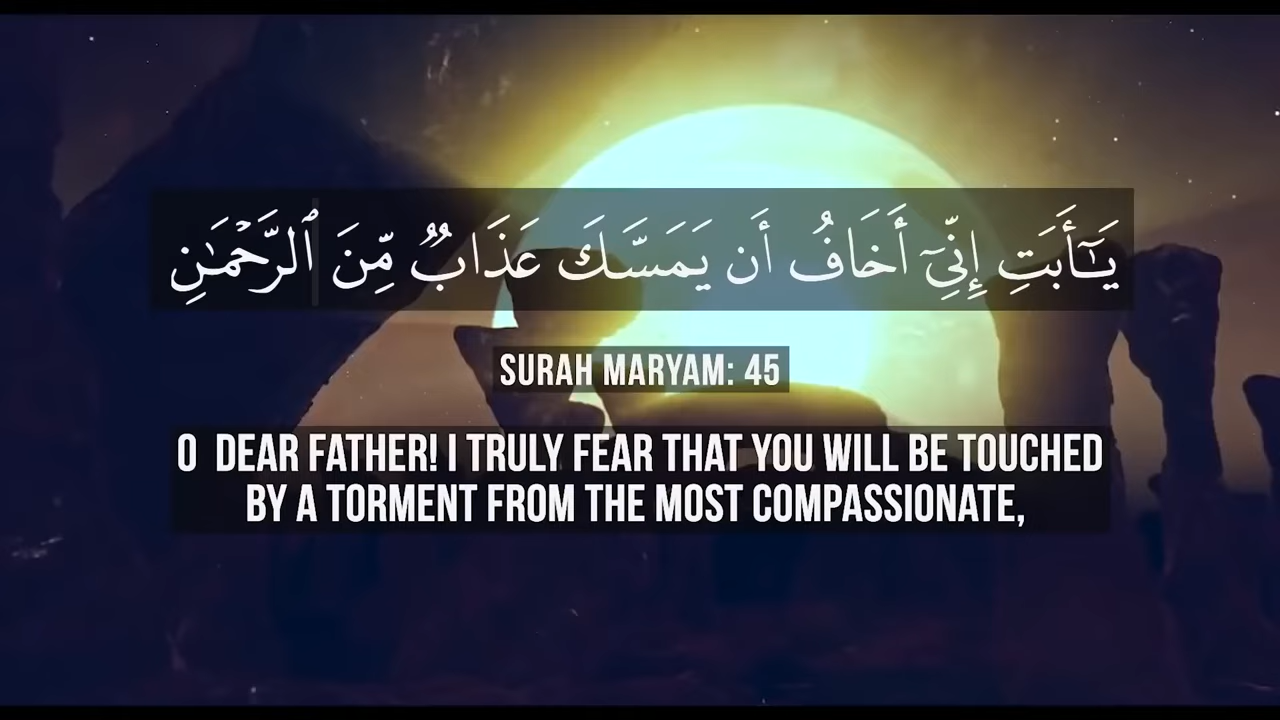 يَـٰٓأَبَتِ إِنِّىٓ أَخَافُ أَن يَمَسَّكَ عَذَابٌ مِّنَ ٱلرَّحْمَـٰنِ
SURAH MARYAM: 45
O DEAR FATHER! I TRULY FEAR THAT YOU WILL BE TOUCHED
BY A TORMENT FROM THE MOST COMPASSIONATE,